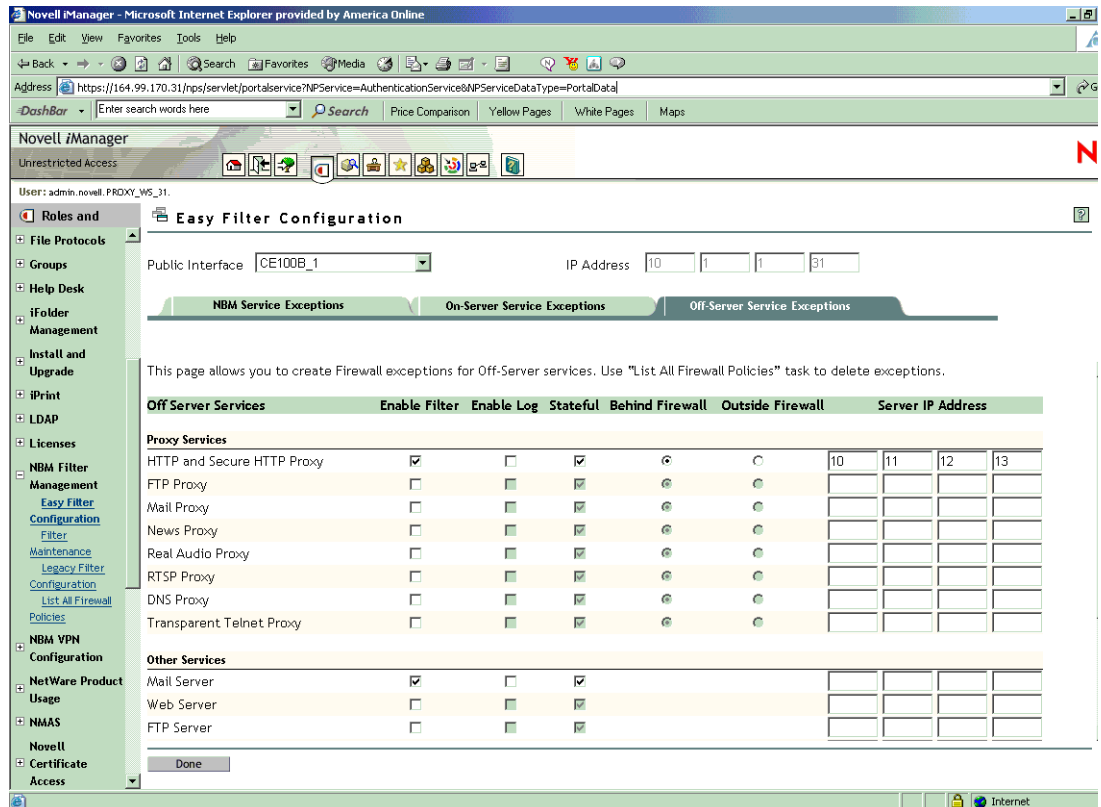 Novell iManager - Microsoft Internet Explorer provided by America Online
File Edit View Favorites Tools Help
Back Search Favorites Media
Address https://164.99.170.31/nps/servlet/portalservice?NPService=AuthenticationService&NPServiceDataType=PortalData G
DashBar Enter search words here Search Price Comparison Yellow Pages White Pages Maps
Novell iManager
Unrestricted Access
N
User: admin.novell.PROXY_WS_31.
Roles and
Easy Filter Configuration
File Protocols
Groups
Help Desk
iFolder
Management
Install and
Upgrade
iPrint
LDAP
Licenses
NBM Filter
Management
Easy Filter
Configuration
Filter
Maintenance
Legacy Filter
Configuration
List All Firewall
Policies
NBM VPN
Configuration
NetWare Product
Usage
NMAS
Novell
Certificate
Access
Public Interface CE100B_1 IP Address 10 1 1 31
NBM Service Exceptions On-Server Service Exceptions Off-Server Service Exceptions
This page allows you to create Firewall exceptions for Off-Server services. Use "List All Firewall Policies" task to delete exceptions.
Off Server Services Enable Filter Enable Log Stateful Behind Firewall Outside Firewall Server IP Address
Proxy Services
HTTP and Secure HTTP Proxy 10 11 12 13
FTP Proxy
Mail Proxy
News Proxy
Real Audio Proxy
RTSP Proxy
DNS Proxy
Transparent Telnet Proxy
Other Services
Mail Server
Web Server
FTP Server
Done
Internet